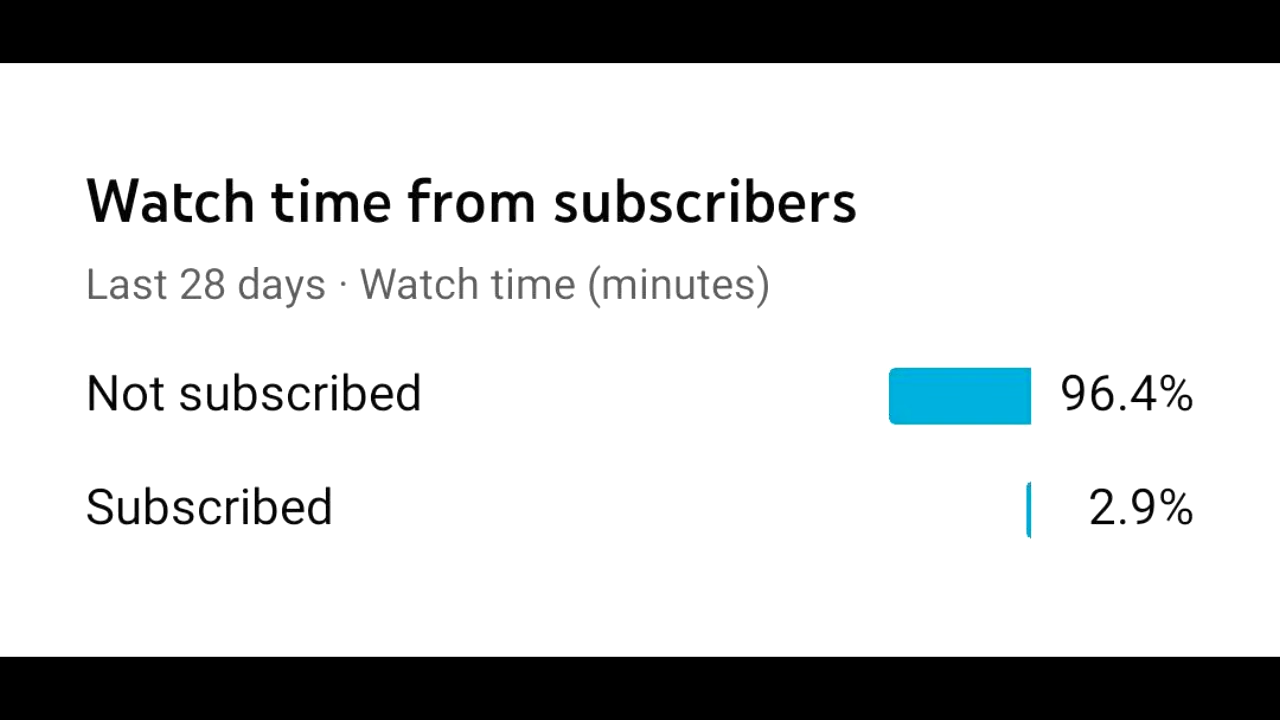 Watch time from subscribers
Last 28 days · Watch time (minutes)
Not subscribed 96.4%
Subscribed 2.9%